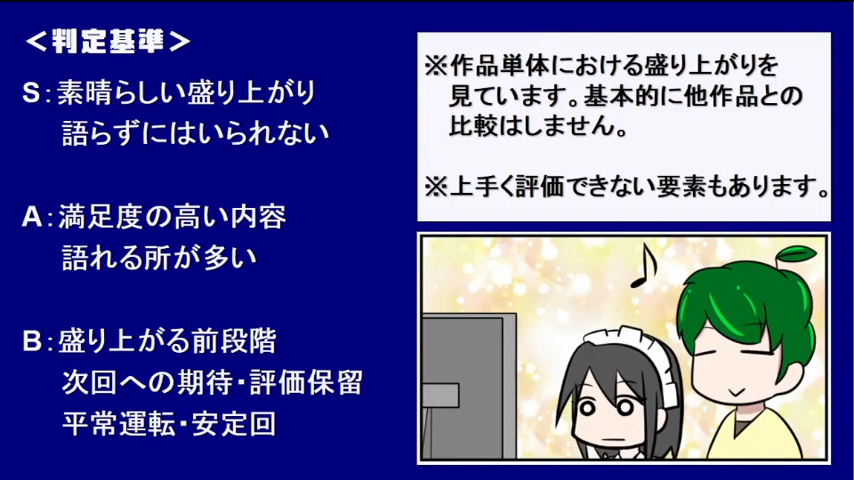 ＜判定基準＞
S：素晴らしい盛り上がり
語らずにはいられない
A：満足度の高い内容
語れる所が多い
B：盛り上がる前段階
次回への期待・評価保留
平常運転・安定回
※作品単体における盛り上がりを
見ています。基本的に他作品との
比較はしません。
※上手く評価できない要素もあります。